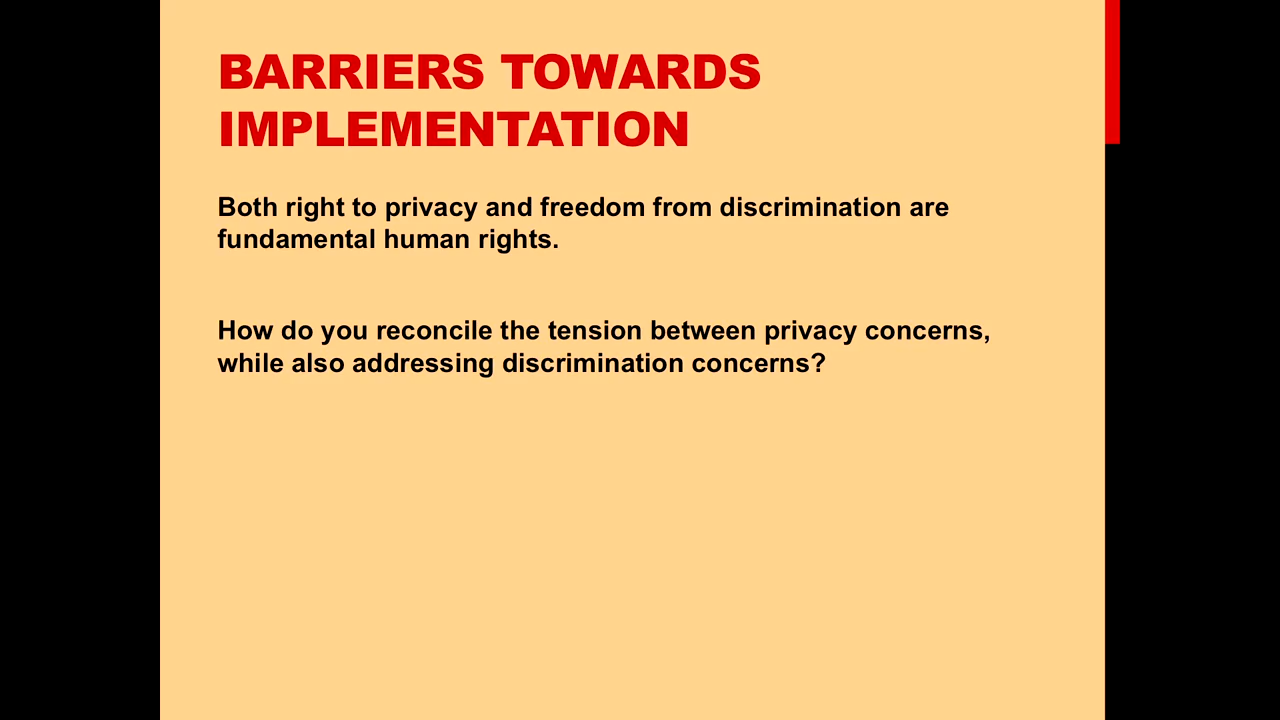 BARRIERS TOWARDS
IMPLEMENTATION
Both right to privacy and freedom from discrimination are
fundamental human rights.
How do you reconcile the tension between privacy concerns,
while also addressing discrimination concerns?